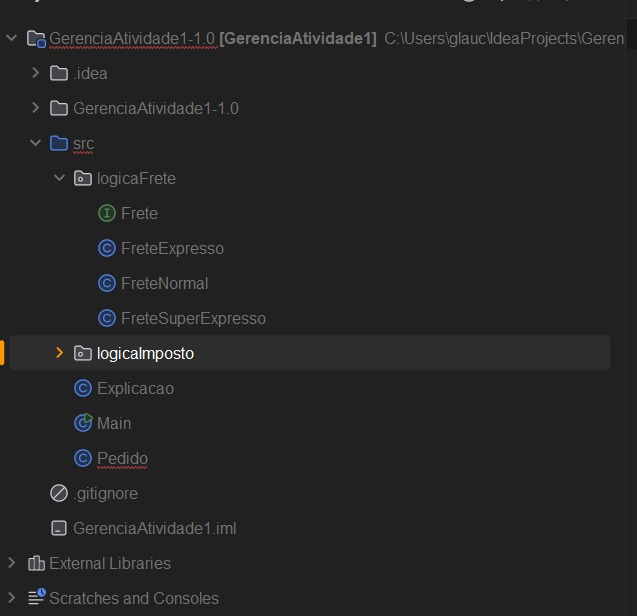 GerenciaAtividade1-1.0 [GerenciaAtividade1] C:\Users\glauc\IdeaProjects\Geren
.idea
GerenciaAtividade1-1.0
src
logicaFrete
Frete
FreteExpresso
FreteNormal
FreteSuperExpresso
logicaImposto
Explicacao
Main
Pedido
.gitignore
GerenciaAtividade1.iml
External Libraries
Scratches and Consoles